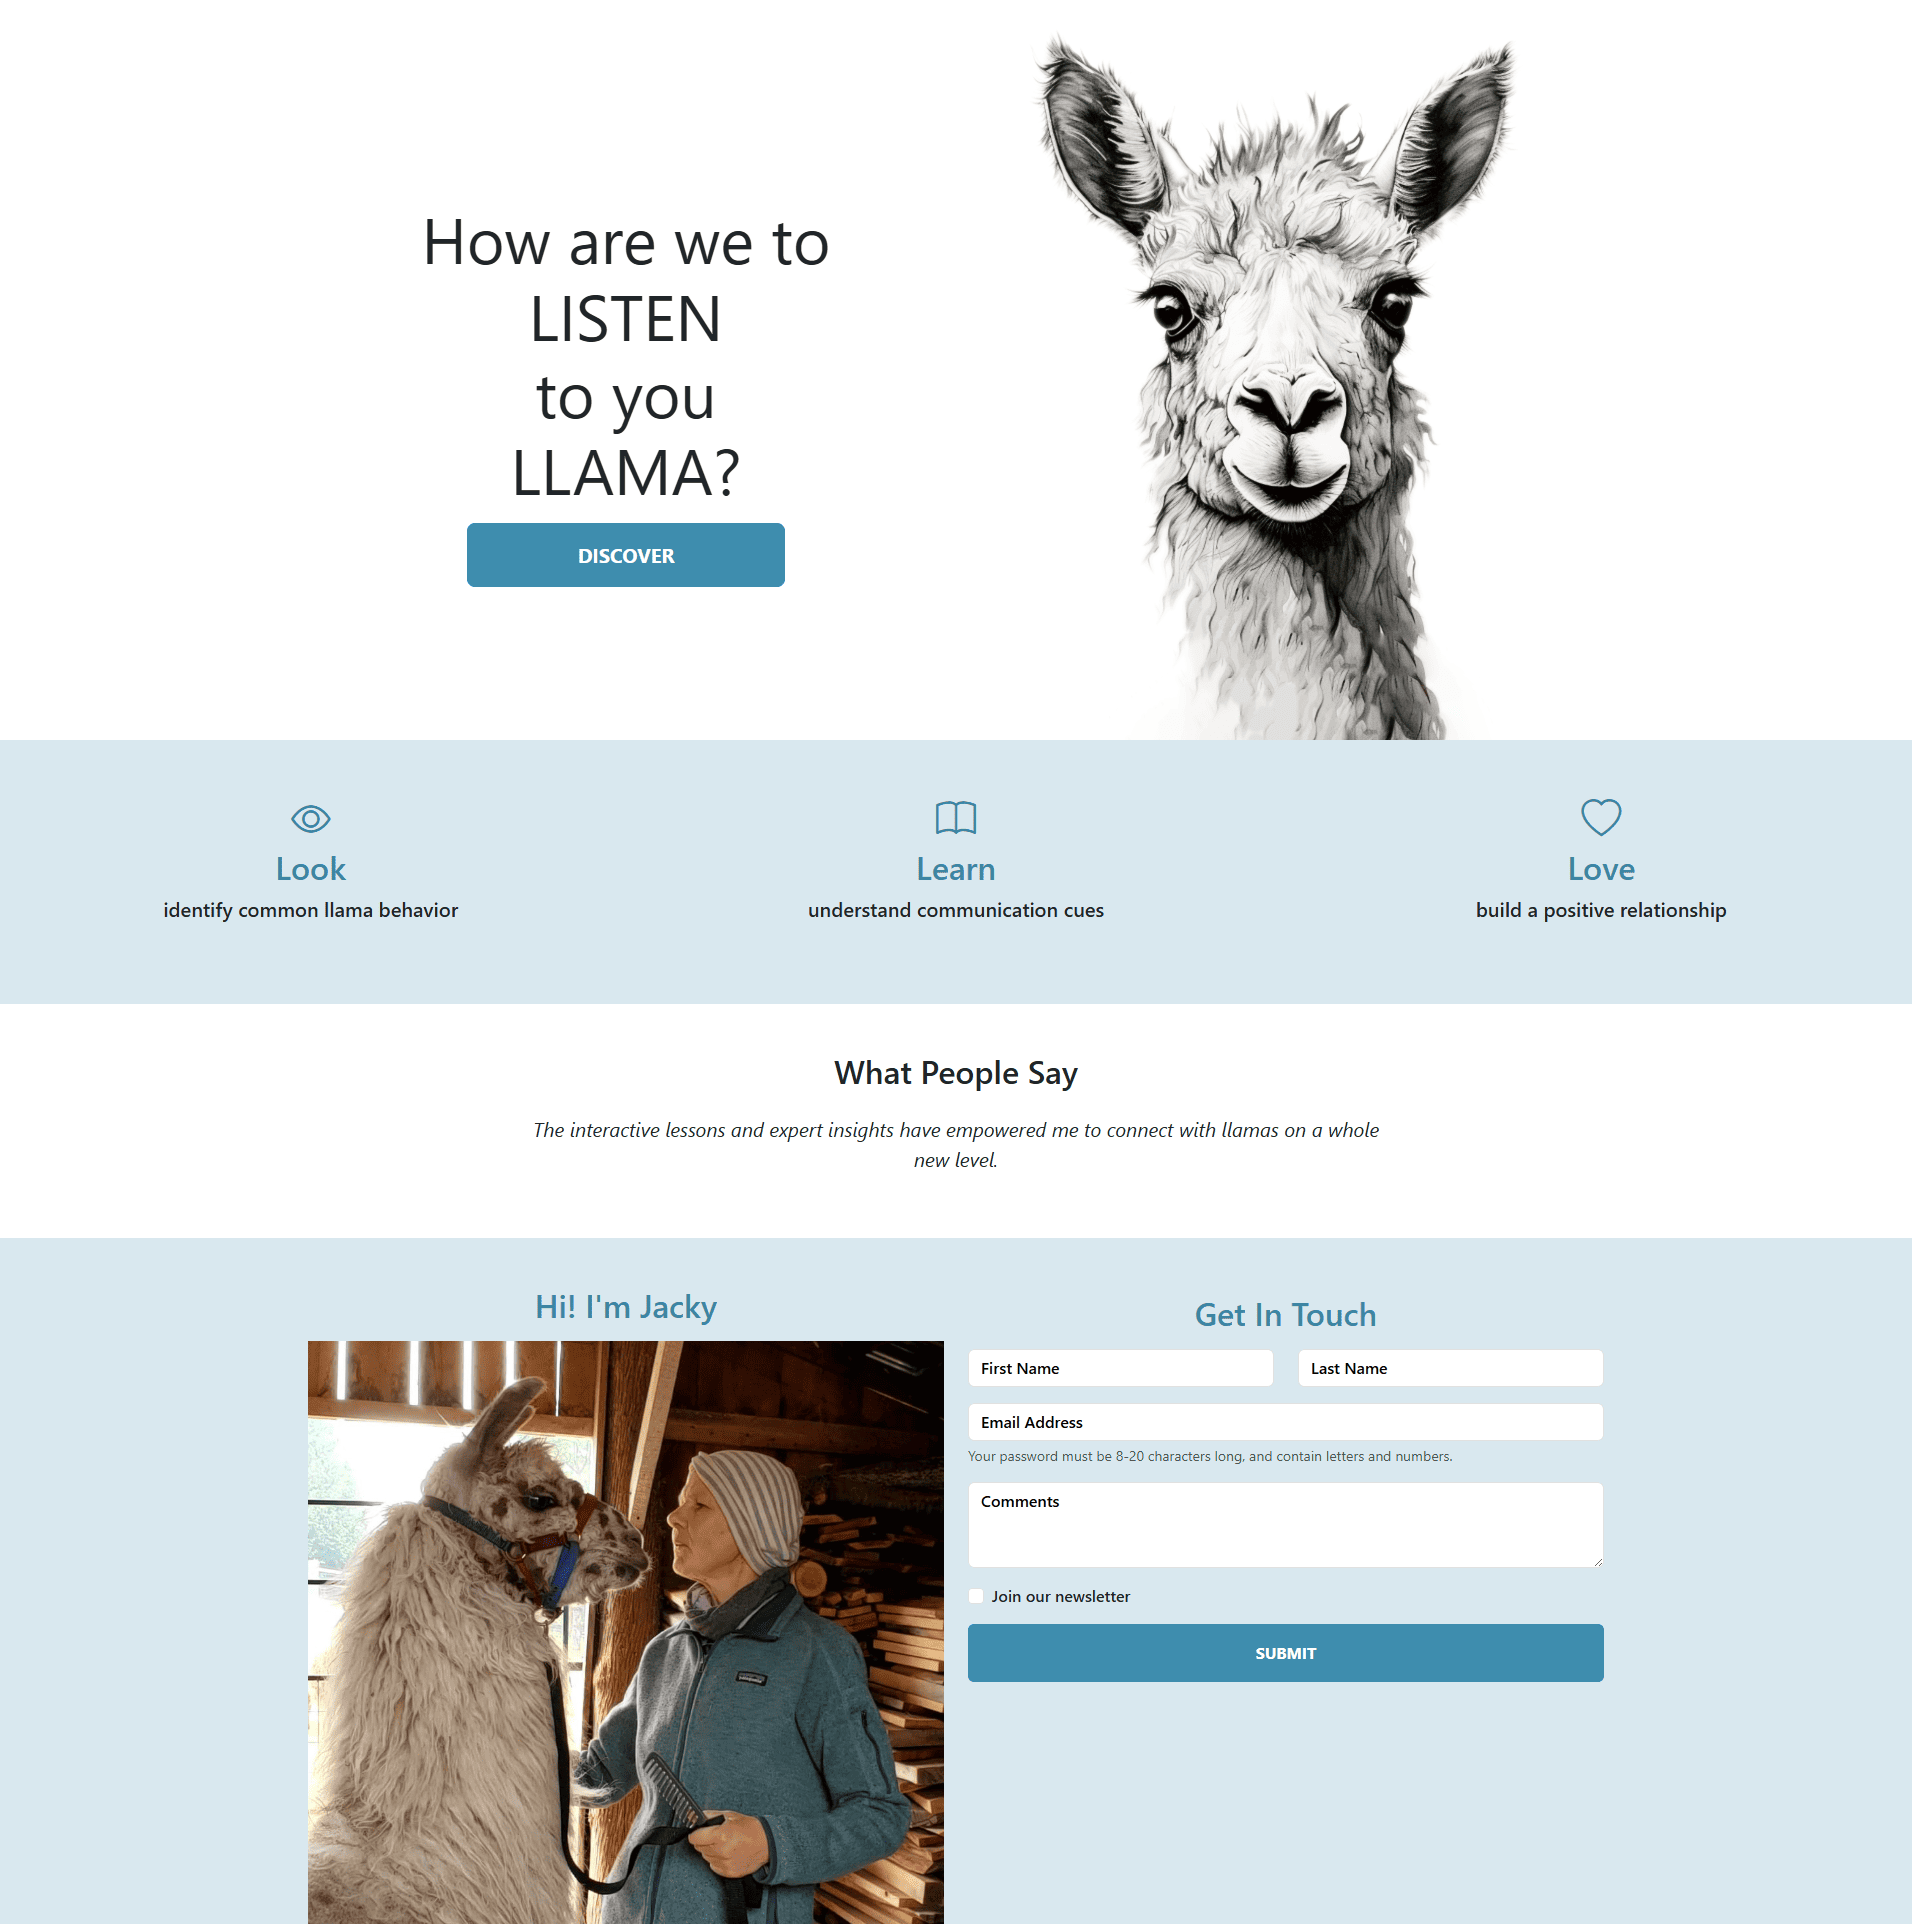 How are we to
LISTEN
to you
LLAMA?
DISCOVER
Look
identify common llama behavior
Learn
understand communication cues
Love
build a positive relationship
What People Say
The interactive lessons and expert insights have empowered me to connect with llamas on a whole
new level.
Hi! I'm Jacky
Get In Touch
First Name
Last Name
Email Address
Your password must be 8-20 characters long, and contain letters and numbers.
Comments
Join our newsletter
SUBMIT